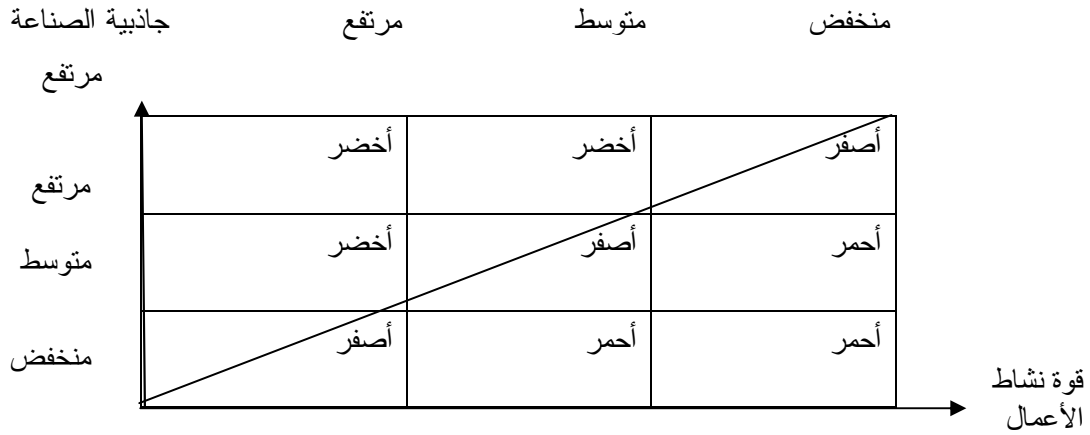 جاذبية الصناعة مرتفع متوسط منخفض
مرتفع
أخضر أخضر أصفر
مرتفع
أخضر أصفر أحمر
متوسط
أصفر أحمر أحمر
منخفض
قوة نشاط
الأعمال